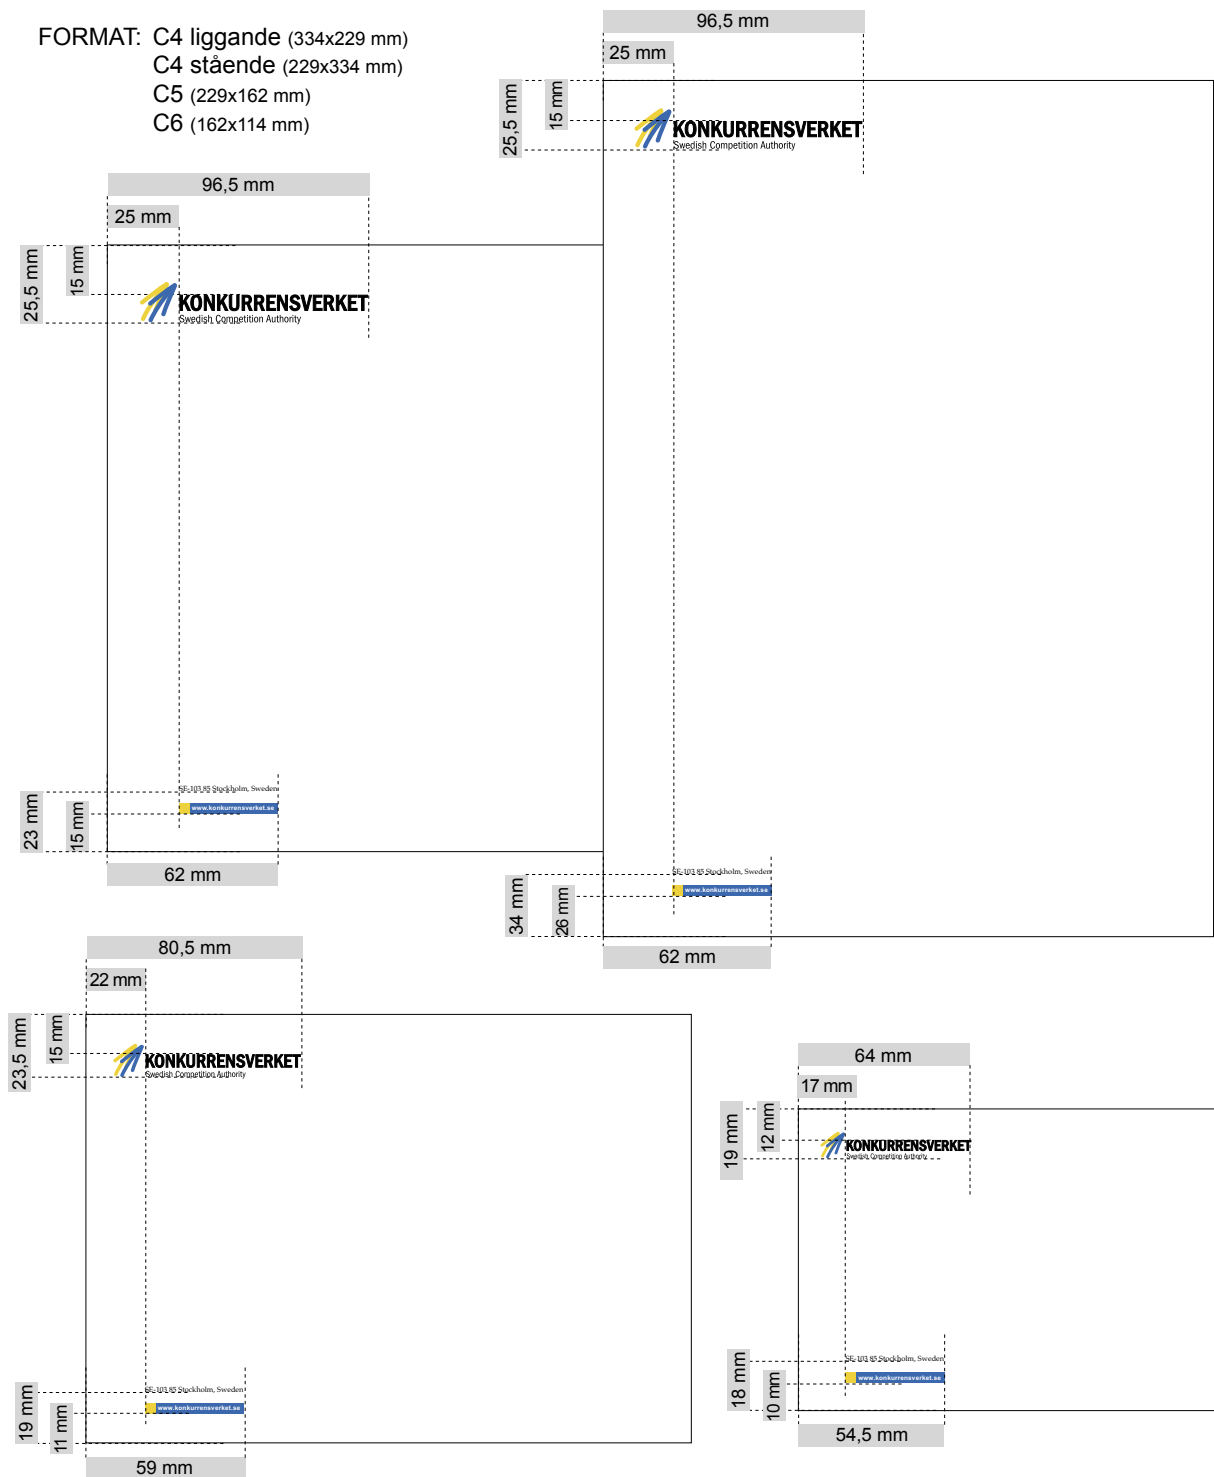 FORMAT: C4 liggande (334x229 mm)
C4 stående (229x334 mm)
C5 (229x162 mm)
C6 (162x114 mm)
96,5 mm
25 mm
25,5 mm
15 mm
KONKURRENSVERKET
Swedish Competition Authority
SE-103 85 Stockholm, Sweden
www.konkurrensverket.se
23 mm
15 mm
62 mm
96,5 mm
25 mm
25,5 mm
15 mm
KONKURRENSVERKET
Swedish Competition Authority
SE-103 85 Stockholm, Sweden
www.konkurrensverket.se
34 mm
26 mm
62 mm
80,5 mm
22 mm
23,5 mm
15 mm
KONKURRENSVERKET
Swedish Competition Authority
SE-103 85 Stockholm, Sweden
www.konkurrensverket.se
19 mm
11 mm
59 mm
64 mm
17 mm
19 mm
12 mm
KONKURRENSVERKET
Swedish Competition Authority
SE-103 85 Stockholm, Sweden
www.konkurrensverket.se
18 mm
10 mm
54,5 mm